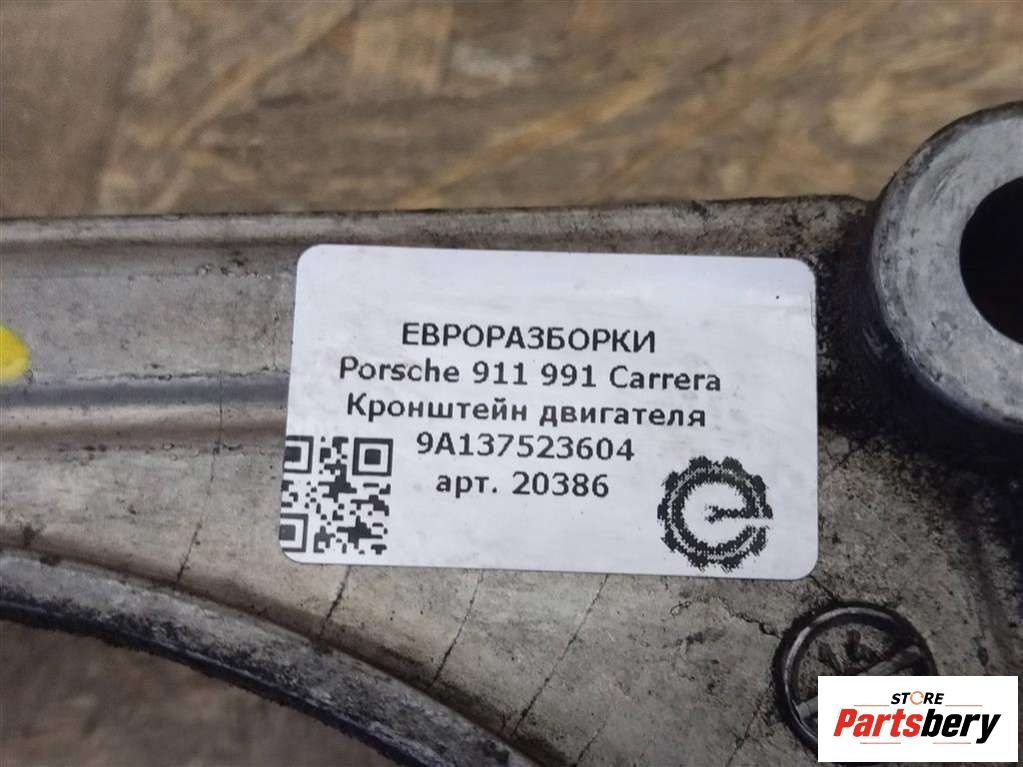 ЕВРОРАЗБОРКИ
Porsche 911 991 Carrera
Кронштейн двигателя
9A137523604
арт. 20386
STORE
Partsbery